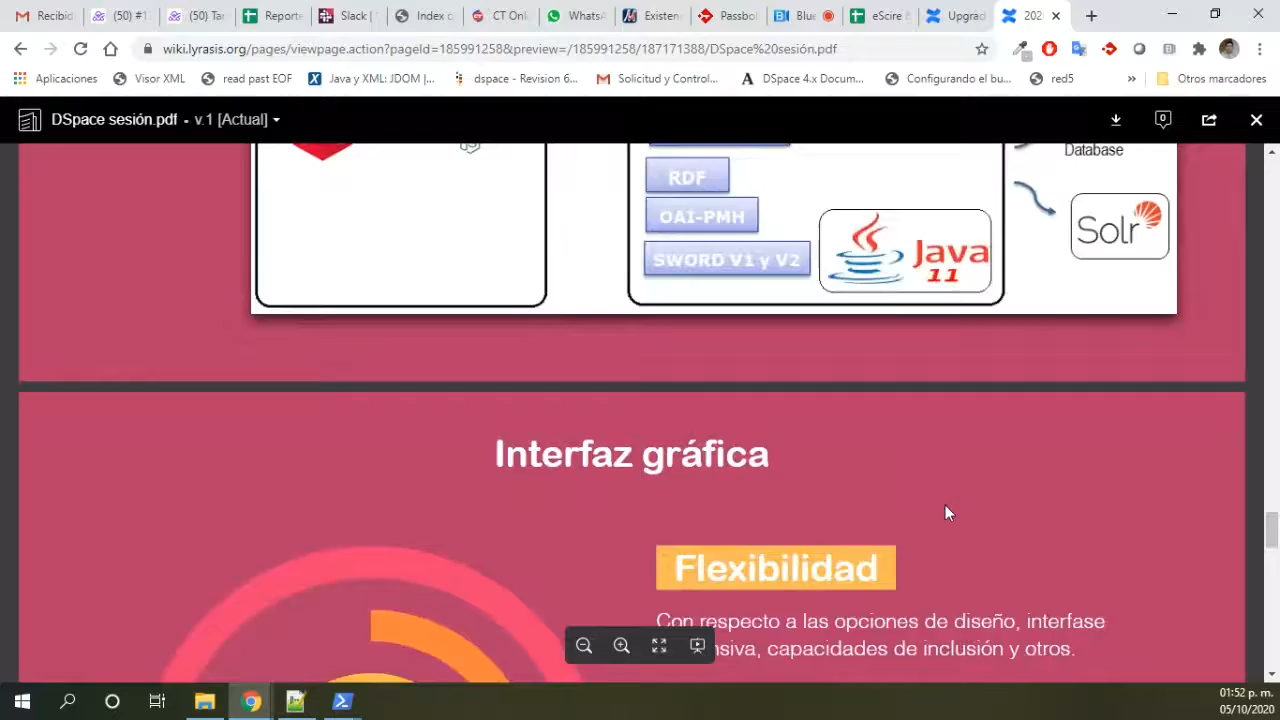 Recibid
(50) #1
(50) Tar
Report
Slack |
Index c
CT Onl
WhatsA
Existen
Passbol
Blue
eScire B
Upgrad
202
wiki.lyrasis.org/pages/viewpage.action?pageId=185991258&preview=/185991258/187171388/DSpace%20sesión.pdf
Aplicaciones
Visor XML
read past EOF
Java y XML: JDOM |...
dspace - Revision 6...
Solicitud y Control...
DSpace 4.x Docum...
Configurando el bu...
red5
»
Otros marcadores
DSpace sesión.pdf - v.1 [Actual]
0
Database
RDF
OAI-PMH
SWORD V1 y V2
Java
11
Solr
Interfaz gráfica
Flexibilidad
Con respecto a las opciones de diseño, interfase
nsiva, capacidades de inclusión y otros.
01:52 p. m.
05/10/2020